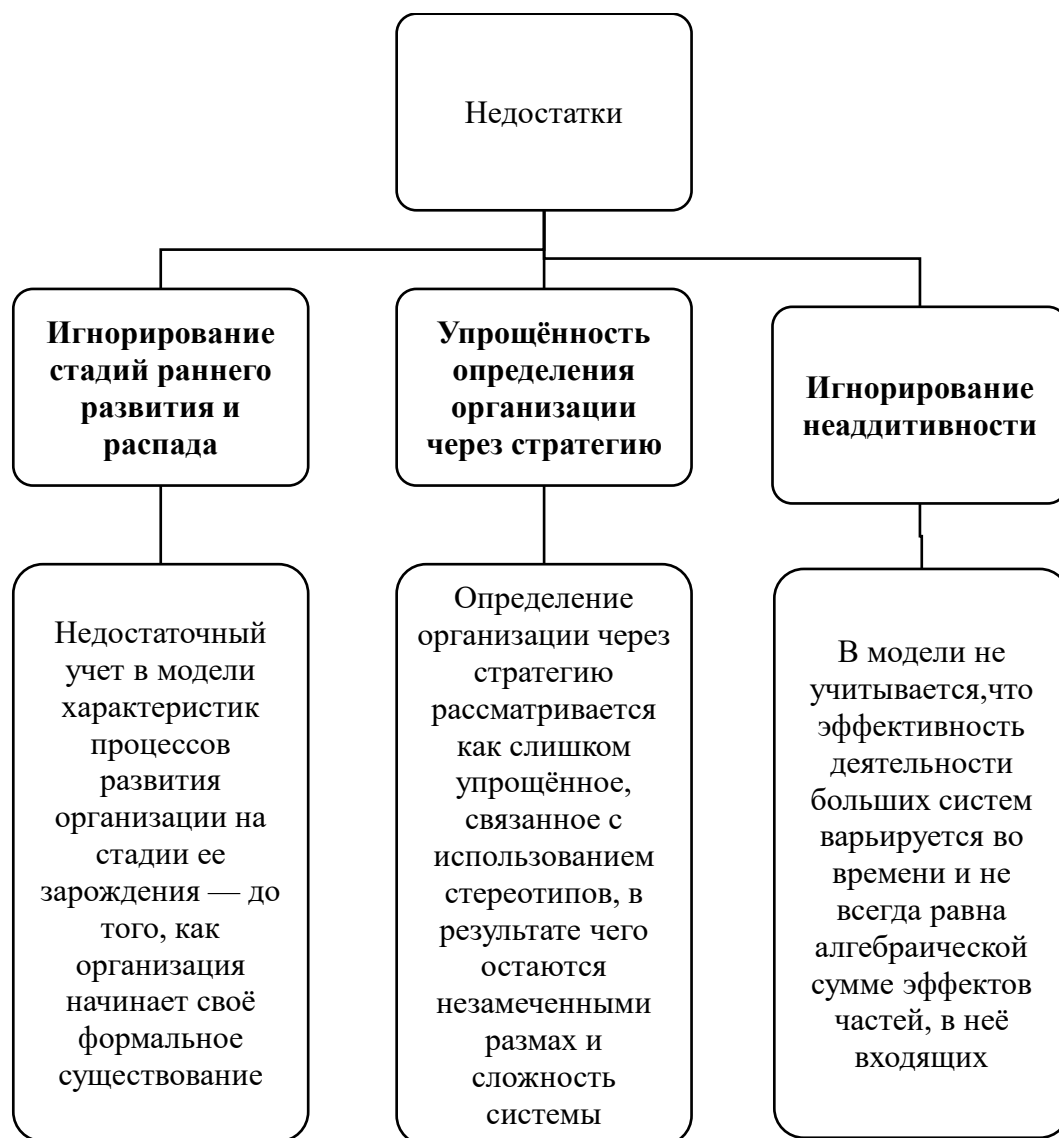 Недостатки
Игнорирование
стадий раннего
развития и
распада
Упрощённость
определения
организации
через стратегию
Игнорирование
неаддитивности
Недостаточный
учет в модели
характеристик
процессов
развития
организации на
стадии ее
зарождения — до
того, как
организация
начинает своё
формальное
существование
Определение
организации через
стратегию
рассматривается
как слишком
упрощённое,
связанное с
использованием
стереотипов, в
результате чего
остаются
незамеченными
размах и
сложность
системы
В модели не
учитывается,что
эффективность
деятельности
больших систем
варьируется во
времени и не
всегда равна
алгебраической
сумме эффектов
частей, в неё
входящих